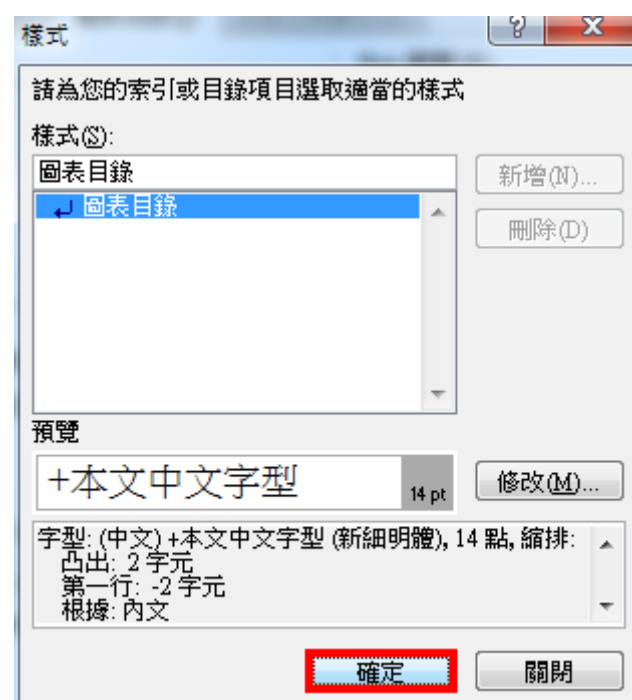 樣式
請為您的索引或目錄項目選取適當的樣式
樣式(S):
圖表目錄
新增(N)...
圖表目錄
刪除(D)
預覽
+本文中文字型
14 pt
修改(M)...
字型: (中文) +本文中文字型 (新細明體), 14 點, 縮排:
凸出: 2 字元
第一行: -2 字元
根據: 內文
確定
關閉